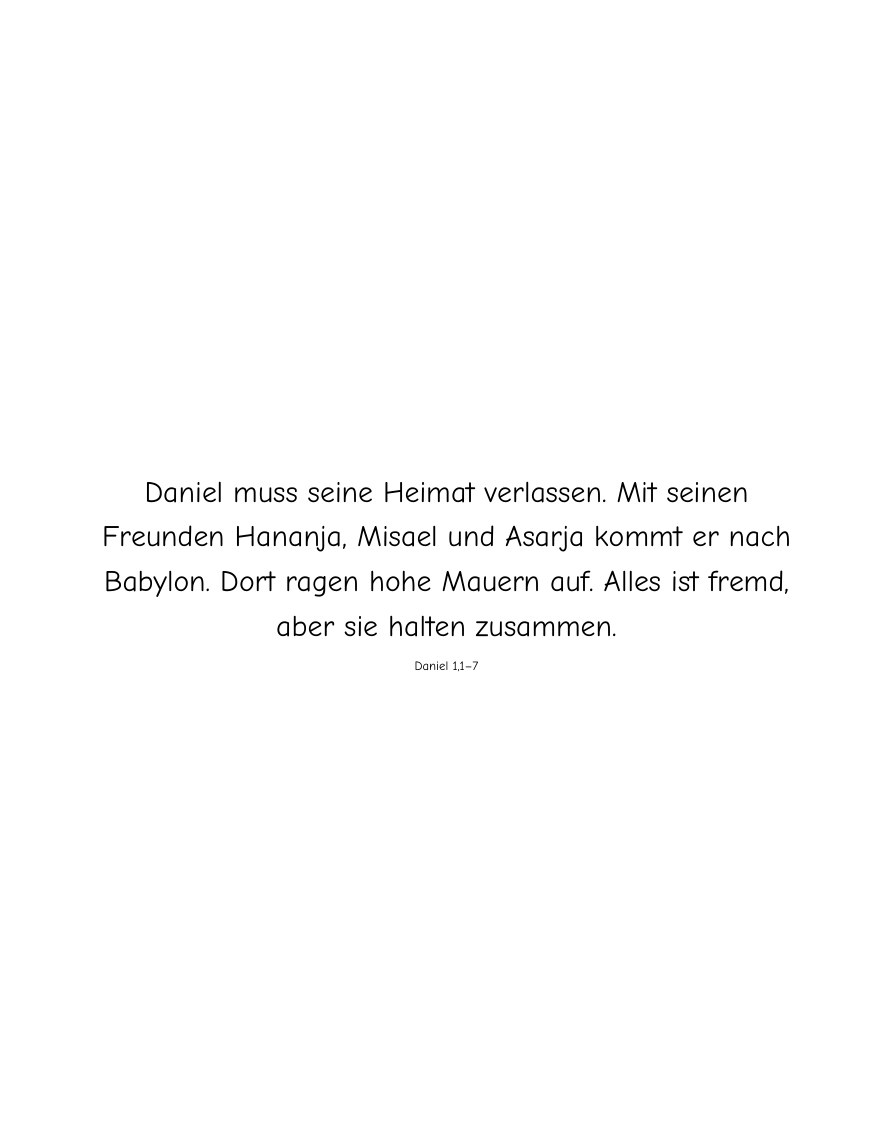 Daniel muss seine Heimat verlassen. Mit seinen
Freunden Hananja, Misael und Asarja kommt er nach
Babylon. Dort ragen hohe Mauern auf. Alles ist fremd,
aber sie halten zusammen.
Daniel 1,1–7